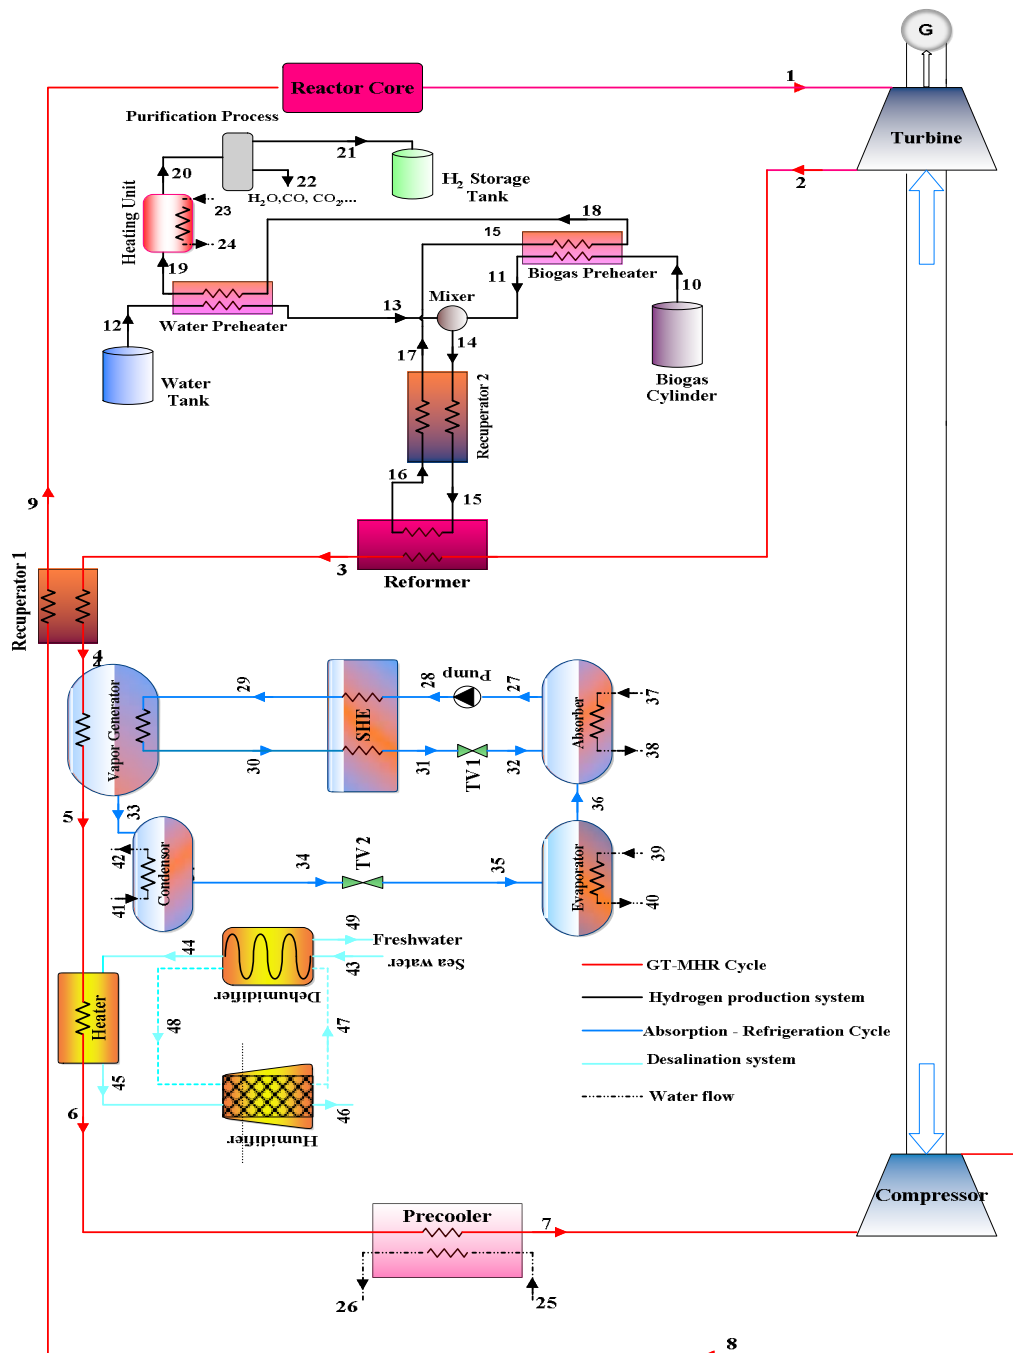 G
Reactor Core
1
Turbine
2
Purification Process
20
21
22
H2O,CO, CO2,...
H2 Storage
Tank
Heating Unit
23
24
19
18
15
Biogas Preheater
11
10
Mixer
13
12
Water Preheater
14
17
Water
Tank
Biogas
Cylinder
Recuperator 2
16
15
9
3
Reformer
Recuperator 1
4
Vapor Generator
29
28
Pump
27
SHE
30
31
TV 1
32
Absorber
37
38
5
33
36
42
41
Condensor
34
TV 2
35
Evaporator
39
40
44
49
Freshwater
43
Sea water
Dehumidifier
Heater
48
47
45
46
Humidifier
6
GT-MHR Cycle
Hydrogen production system
Absorption - Refrigeration Cycle
Desalination system
Water flow
Precooler
7
26
25
Compressor
8